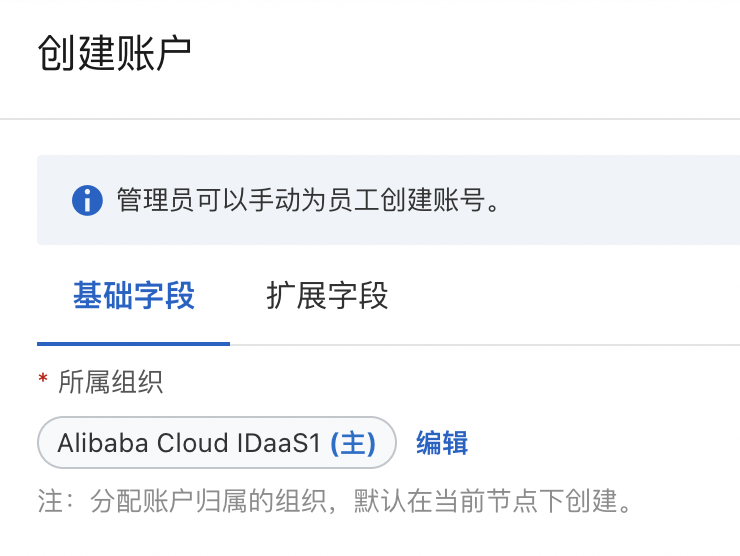 创建账户
管理员可以手动为员工创建账号。
基础字段 扩展字段
* 所属组织
Alibaba Cloud IDaaS1 (主) 编辑
注：分配账户归属的组织，默认在当前节点下创建。